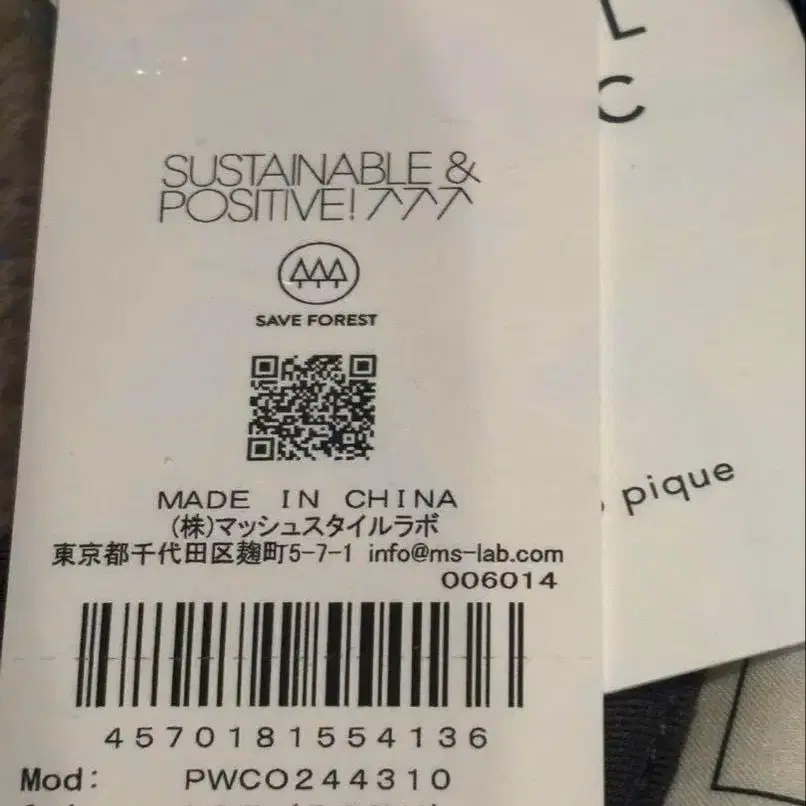 SUSTAINABLE &
POSITIVE!
SAVE FOREST
MADE IN CHINA
(株)マッシュスタイルラボ
東京都千代田区麹町5-7-1 info@ms-lab.com
006014
4570181554136
Mod: PWCO244310
L
C
pique